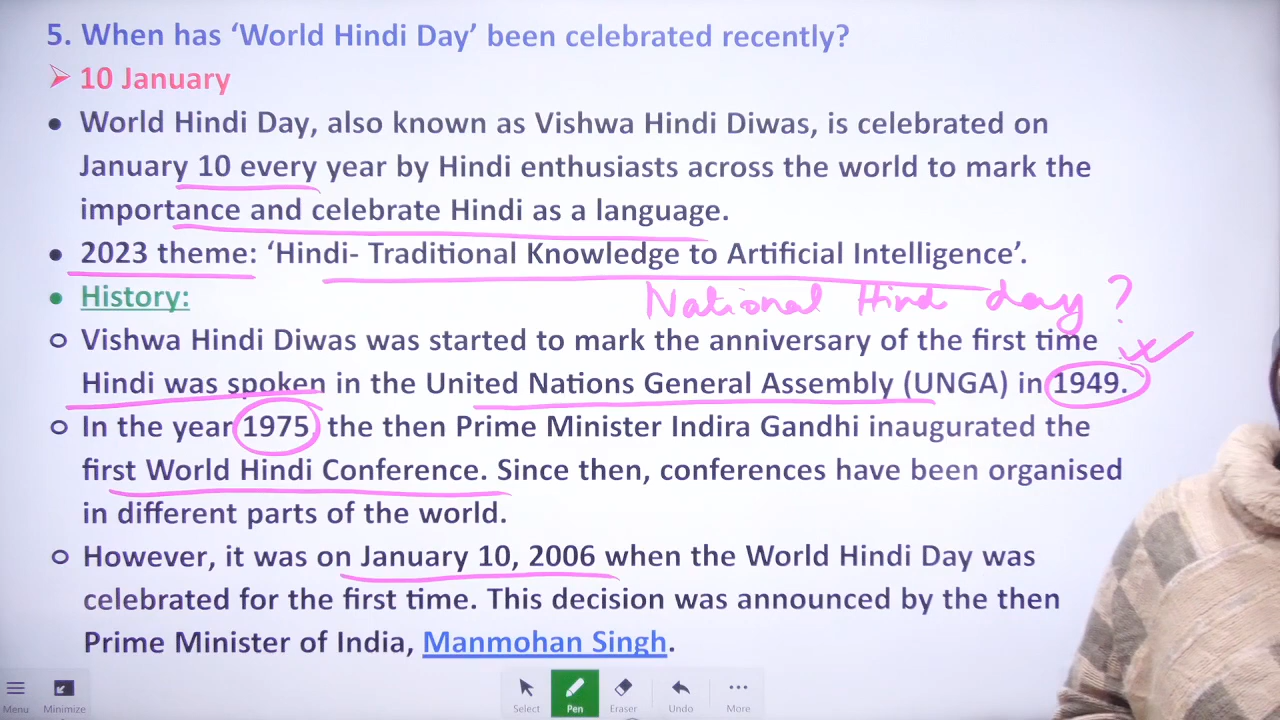 5. When has ‘World Hindi Day’ been celebrated recently?
➢ 10 January
• World Hindi Day, also known as Vishwa Hindi Diwas, is celebrated on
January 10 every year by Hindi enthusiasts across the world to mark the
importance and celebrate Hindi as a language.
• 2023 theme: ‘Hindi- Traditional Knowledge to Artificial Intelligence’.
• History:
National Hindi day ?
o Vishwa Hindi Diwas was started to mark the anniversary of the first time
Hindi was spoken in the United Nations General Assembly (UNGA) in 1949.
o In the year 1975, the then Prime Minister Indira Gandhi inaugurated the
first World Hindi Conference. Since then, conferences have been organised
in different parts of the world.
o However, it was on January 10, 2006 when the World Hindi Day was
celebrated for the first time. This decision was announced by the then
Prime Minister of India, Manmohan Singh.
Menu Minimize Select Pen Eraser Undo More